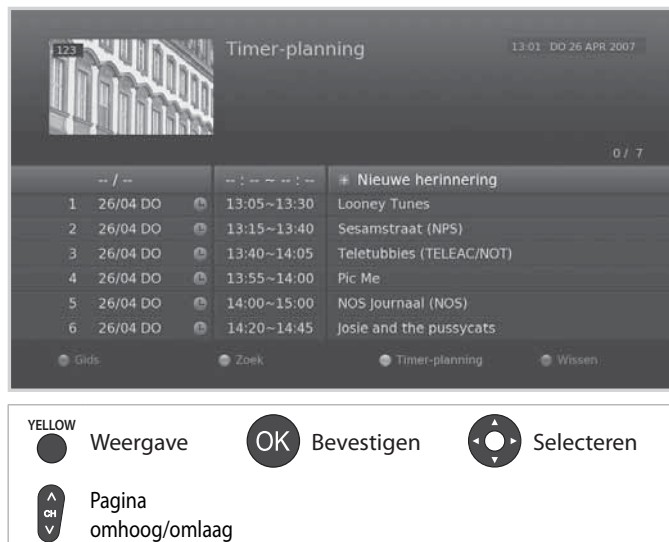 123
Timer-planning
13:01 DO 26 APR 2007
0 / 7
-- / -- -- : -- ~ -- : -- Nieuwe herinnering
1 26/04 DO 13:05~13:30 Looney Tunes
2 26/04 DO 13:15~13:40 Sesamstraat (NPS)
3 26/04 DO 13:40~14:05 Teletubbies (TELEAC/NOT)
4 26/04 DO 13:55~14:00 Pic Me
5 26/04 DO 14:00~15:00 NOS Journaal (NOS)
6 26/04 DO 14:20~14:45 Josie and the pussycats
Gids Zoek Timer-planning Wissen
YELLOW Weergave OK Bevestigen Selecteren
CH Pagina
omhoog/omlaag